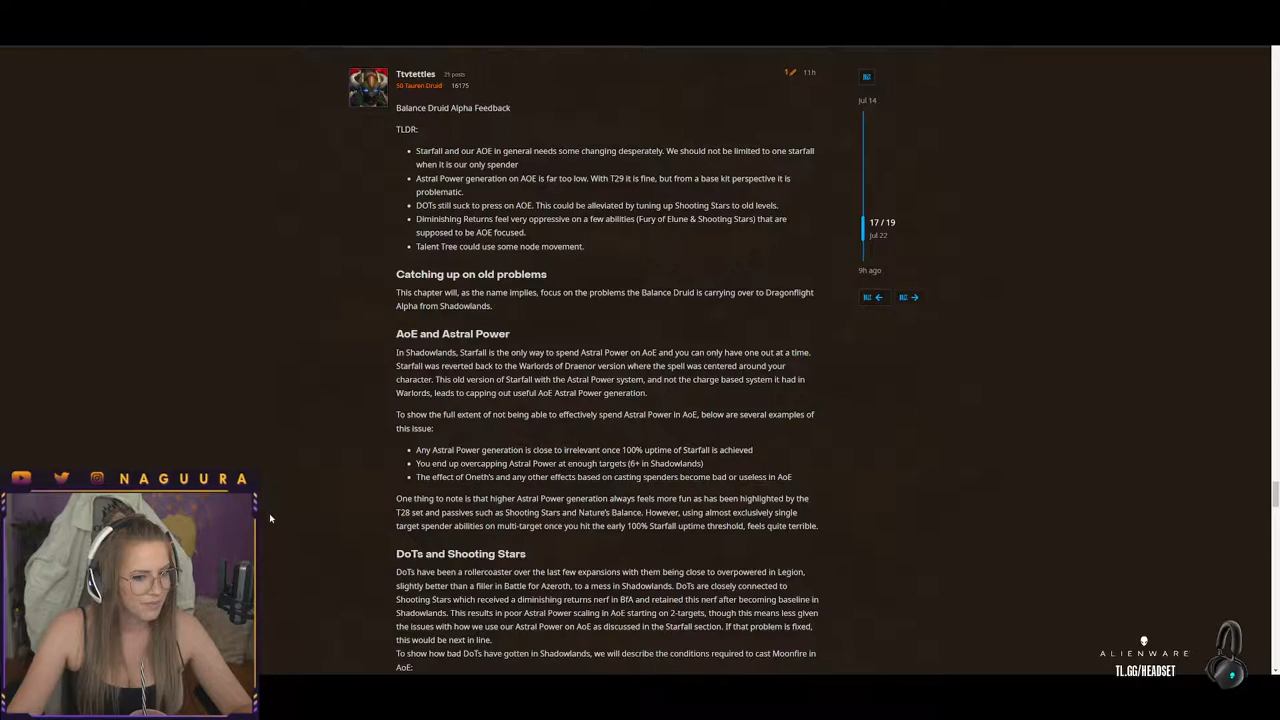 Ttvtettles 21 posts 1 11h
50 Tauren Druid 16175
Jul 14
Balance Druid Alpha Feedback
TLDR:
Starfall and our AOE in general needs some changing desperately. We should not be limited to one starfall
when it is our only spender
Astral Power generation on AOE is far too low. With T29 it is fine, but from a base kit perspective it is
problematic.
DOTs still suck to press on AOE. This could be alleviated by tuning up Shooting Stars to old levels.
Diminishing Returns feel very oppressive on a few abilities (Fury of Elune & Shooting Stars) that are
supposed to be AOE focused.
Talent Tree could use some node movement.
17 / 19
Jul 22
9h ago
Catching up on old problems
This chapter will, as the name implies, focus on the problems the Balance Druid is carrying over to Dragonflight
Alpha from Shadowlands.
AoE and Astral Power
In Shadowlands, Starfall is the only way to spend Astral Power on AoE and you can only have one out at a time.
Starfall was reverted back to the Warlords of Draenor version where the spell was centered around your
character. This old version of Starfall with the Astral Power system, and not the charge based system it had in
Warlords, leads to capping out useful AoE Astral Power generation.
To show the full extent of not being able to effectively spend Astral Power in AoE, below are several examples of
this issue:
Any Astral Power generation is close to irrelevant once 100% uptime of Starfall is achieved
You end up overcapping Astral Power at enough targets (6+ in Shadowlands)
The effect of Oneth's and any other effects based on casting spenders become bad or useless in AoE
One thing to note is that higher Astral Power generation always feels more fun as has been highlighted by the
T28 set and passives such as Shooting Stars and Nature's Balance. However, using almost exclusively single
target spender abilities on multi-target once you hit the early 100% Starfall uptime threshold, feels quite terrible.
DoTs and Shooting Stars
DoTs have been a rollercoaster over the last few expansions with them being close to overpowered in Legion,
slightly better than a filler in Battle for Azeroth, to a mess in Shadowlands. DoTs are closely connected to
Shooting Stars which received a diminishing returns nerf in BfA and retained this nerf after becoming baseline in
Shadowlands. This results in poor Astral Power scaling in AoE starting on 2-targets, though this means less given
the issues with how we use our Astral Power on AoE as discussed in the Starfall section. If that problem is fixed,
this would be next in line.
To show how bad DoTs have gotten in Shadowlands, we will describe the conditions required to cast Moonfire in
AoE:
NAGUURA
ALIENWARE
TL.GG/HEADSET